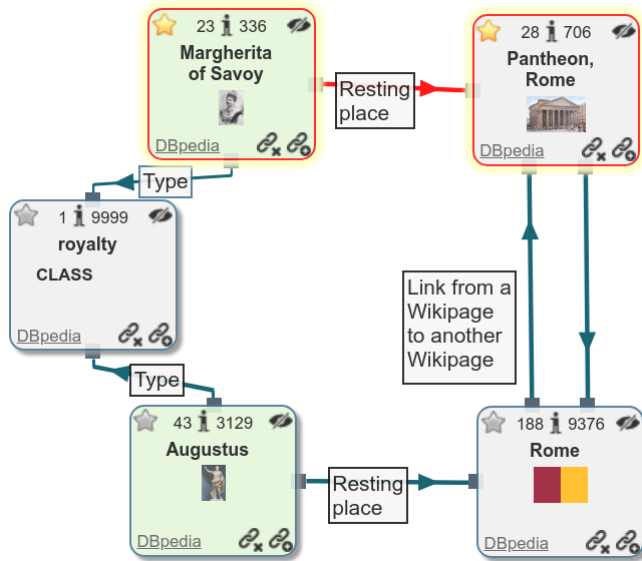 23 336
Margherita
of Savoy
DBpedia
Resting
place
28 706
Pantheon,
Rome
DBpedia
Type
1 9999
royalty
CLASS
DBpedia
Link from a
Wikipage
to another
Wikipage
Type
43 3129
Augustus
DBpedia
Resting
place
188 9376
Rome
DBpedia